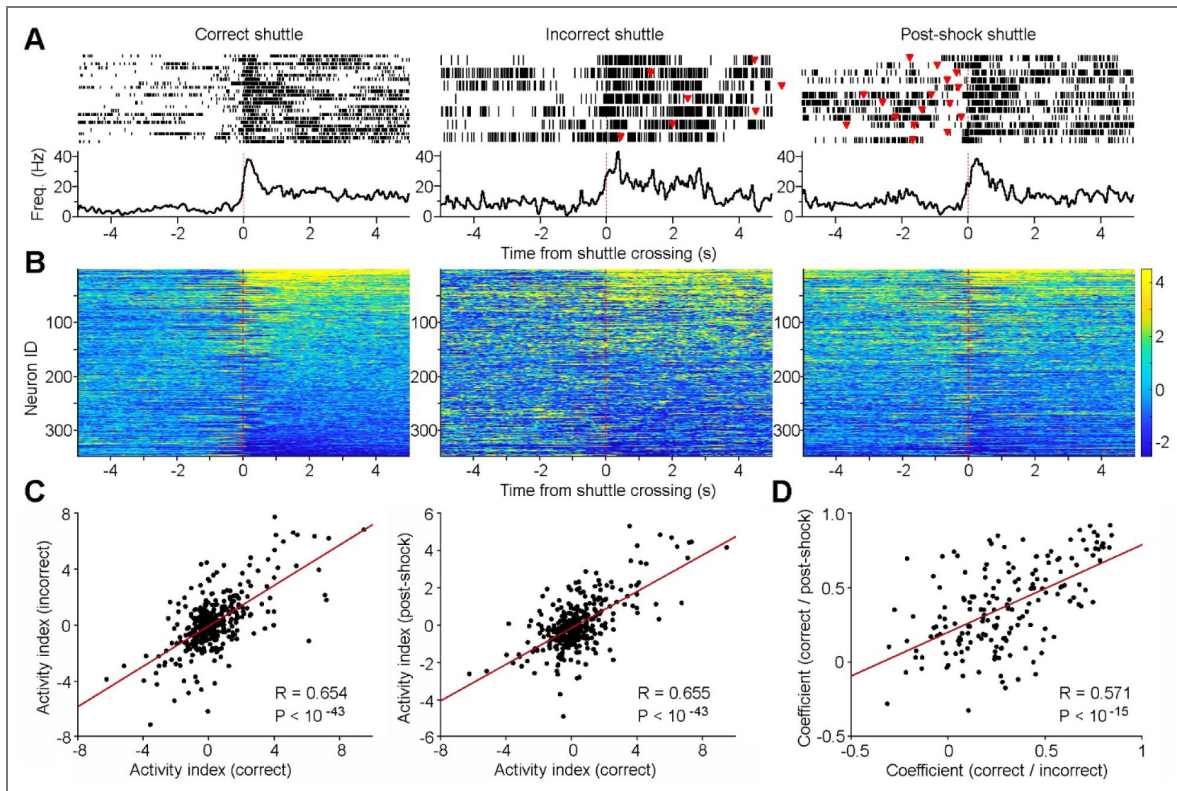 A
Correct shuttle
Incorrect shuttle
Post-shock shuttle
Freq. (Hz)
40
20
0
-4 -2 0 2 4
40
20
0
-4 -2 0 2 4
40
20
0
-4 -2 0 2 4
Time from shuttle crossing (s)
B
Neuron ID
100
200
300
-4 -2 0 2 4
100
200
300
-4 -2 0 2 4
100
200
300
-4 -2 0 2 4
4
2
0
-2
Time from shuttle crossing (s)
C
Activity index (incorrect)
8
4
0
-4
-8
R = 0.654
P < 10 -43
-8 -4 0 4 8
Activity index (correct)
Activity index (post-shock)
6
4
2
0
-2
-4
-6
R = 0.655
P < 10 -43
-8 -4 0 4 8
Activity index (correct)
D
Coefficient (correct / post-shock)
1.0
0.5
0
-0.5
R = 0.571
P < 10 -15
-0.5 0 0.5 1
Coefficient (correct / incorrect)